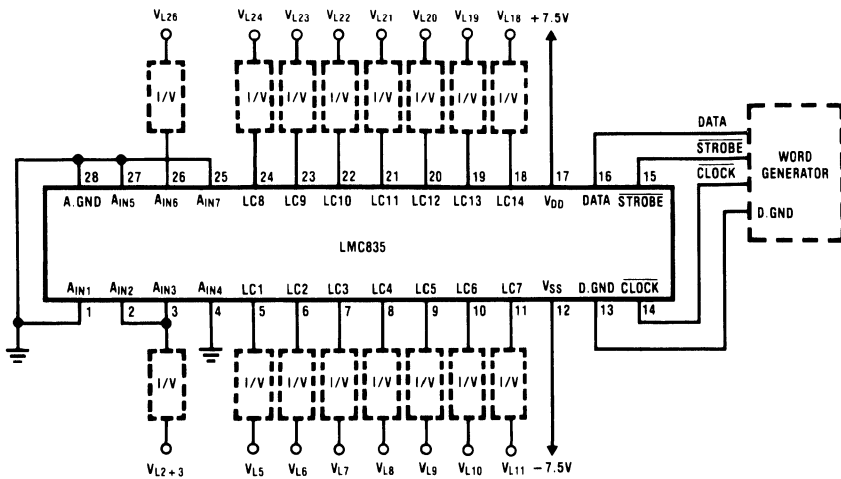 VL26 VL24 VL23 VL22 VL21 VL20 VL19 VL18 +7.5V
I/V I/V I/V I/V I/V I/V I/V I/V
DATA
STROBE
CLOCK
D.GND
WORD
GENERATOR
28 27 26 25 24 23 22 21 20 19 18 17 16 15
A.GND AIN5 AIN6 AIN7 LC8 LC9 LC10 LC11 LC12 LC13 LC14 VDD DATA STROBE
LMC835
AIN1 AIN2 AIN3 AIN4 LC1 LC2 LC3 LC4 LC5 LC6 LC7 VSS D.GND CLOCK
1 2 3 4 5 6 7 8 9 10 11 12 13 14
I/V I/V I/V I/V I/V I/V I/V I/V
VL2+3 VL5 VL6 VL7 VL8 VL9 VL10 VL11 −7.5V